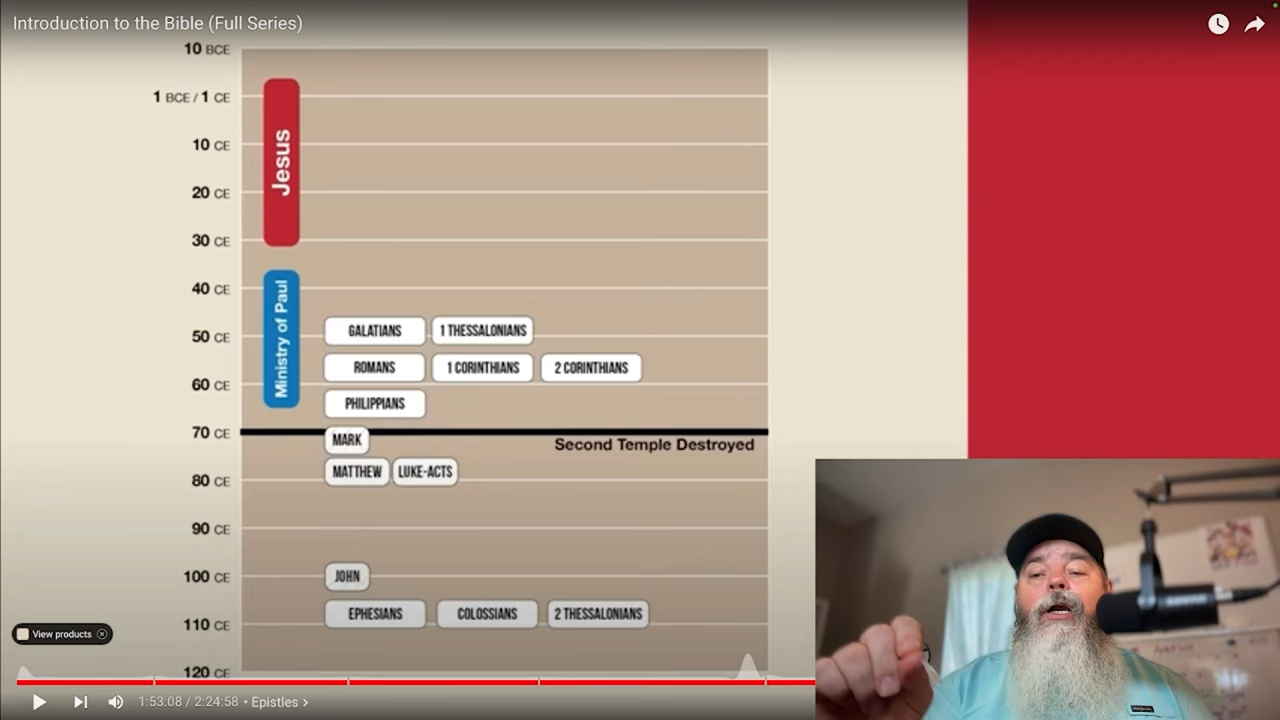 Introduction to the Bible (Full Series)
10 BCE
1 BCE / 1 CE
10 CE
20 CE
30 CE
40 CE
50 CE
60 CE
70 CE
80 CE
90 CE
100 CE
110 CE
120 CE
Jesus
Ministry of Paul
GALATIANS 1 THESSALONIANS
ROMANS 1 CORINTHIANS 2 CORINTHIANS
PHILIPPIANS
MARK
Second Temple Destroyed
MATTHEW LUKE-ACTS
JOHN
EPHESIANS COLOSSIANS 2 THESSALONIANS
View products
1:53:08 / 2:24:58 • Epistles >